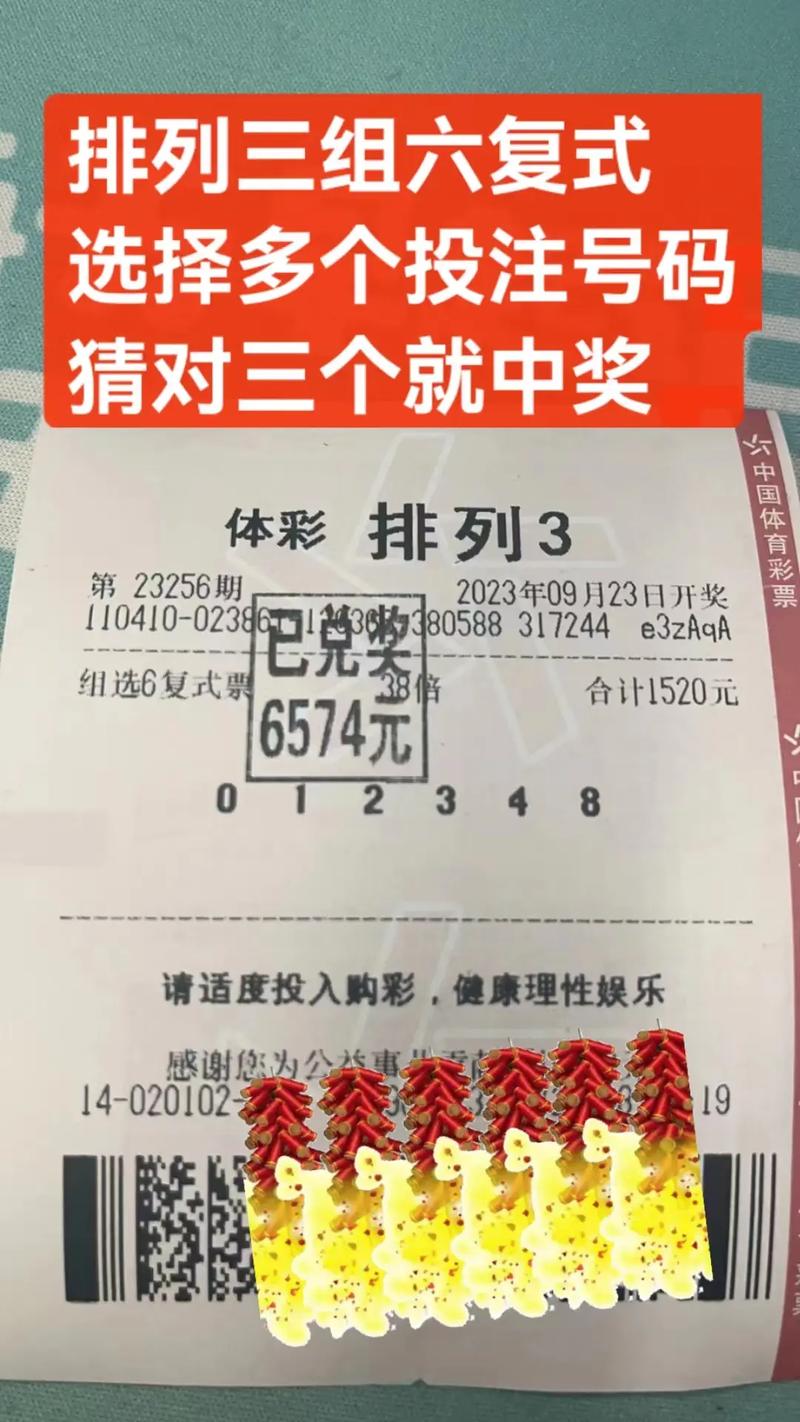 排列三组六复式
选择多个投注号码
猜对三个就中奖
中国体育彩票
体彩 排列3
第 23256期
2023年09月23日开奖
110410-02386 380588 317244 e3zAqA
已兑奖
6574元
组选6复式票 38倍 合计1520元
0 1 2 3 4 8
请适度投入购彩，健康理性娱乐
感谢您为公益事业
14-020102- 19